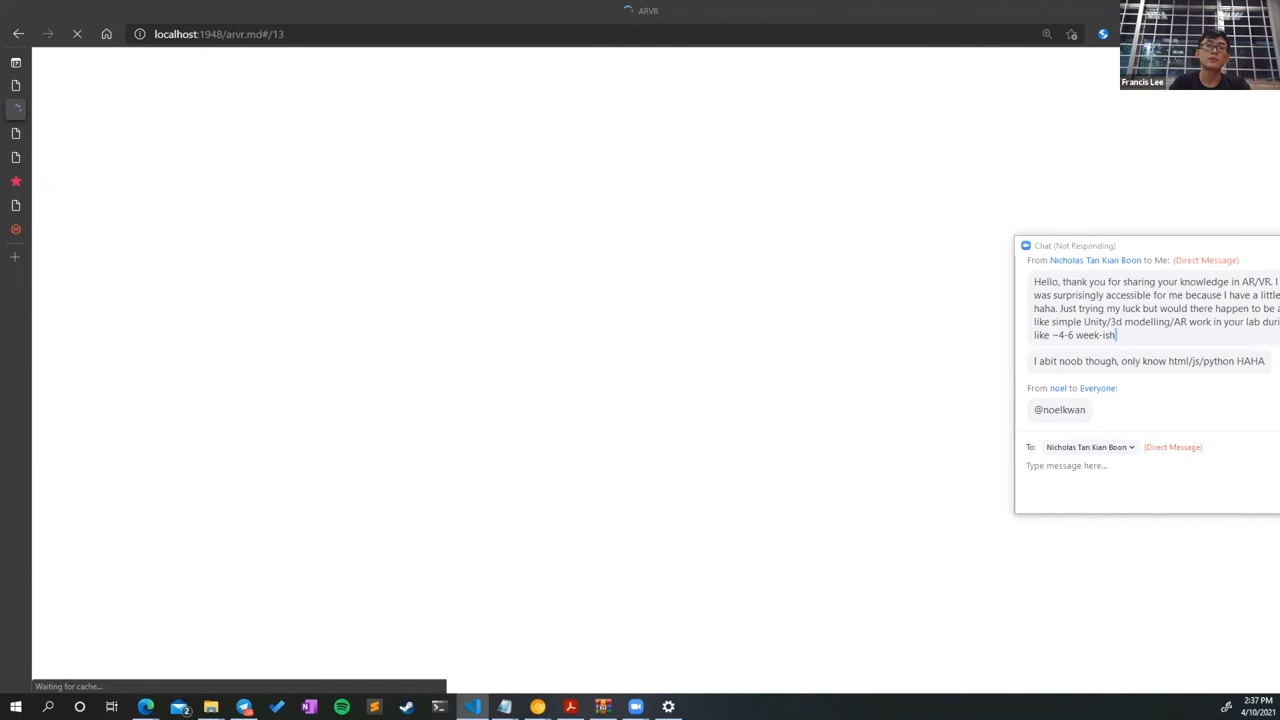 ARVR
localhost:1948/arvr.md#/13
Francis Lee
Chat (Not Responding)
From Nicholas Tan Kian Boon to Me: (Direct Message)
Hello, thank you for sharing your knowledge in AR/VR. I
was surprisingly accessible for me because I have a little
haha. Just trying my luck but would there happen to be a
like simple Unity/3d modelling/AR work in your lab duri
like ~4-6 week-ish
I abit noob though, only know html/js/python HAHA
From noel to Everyone:
@noelkwan
To: Nicholas Tan Kian Boon (Direct Message)
Type message here...
Waiting for cache...
2:37 PM
4/10/2021